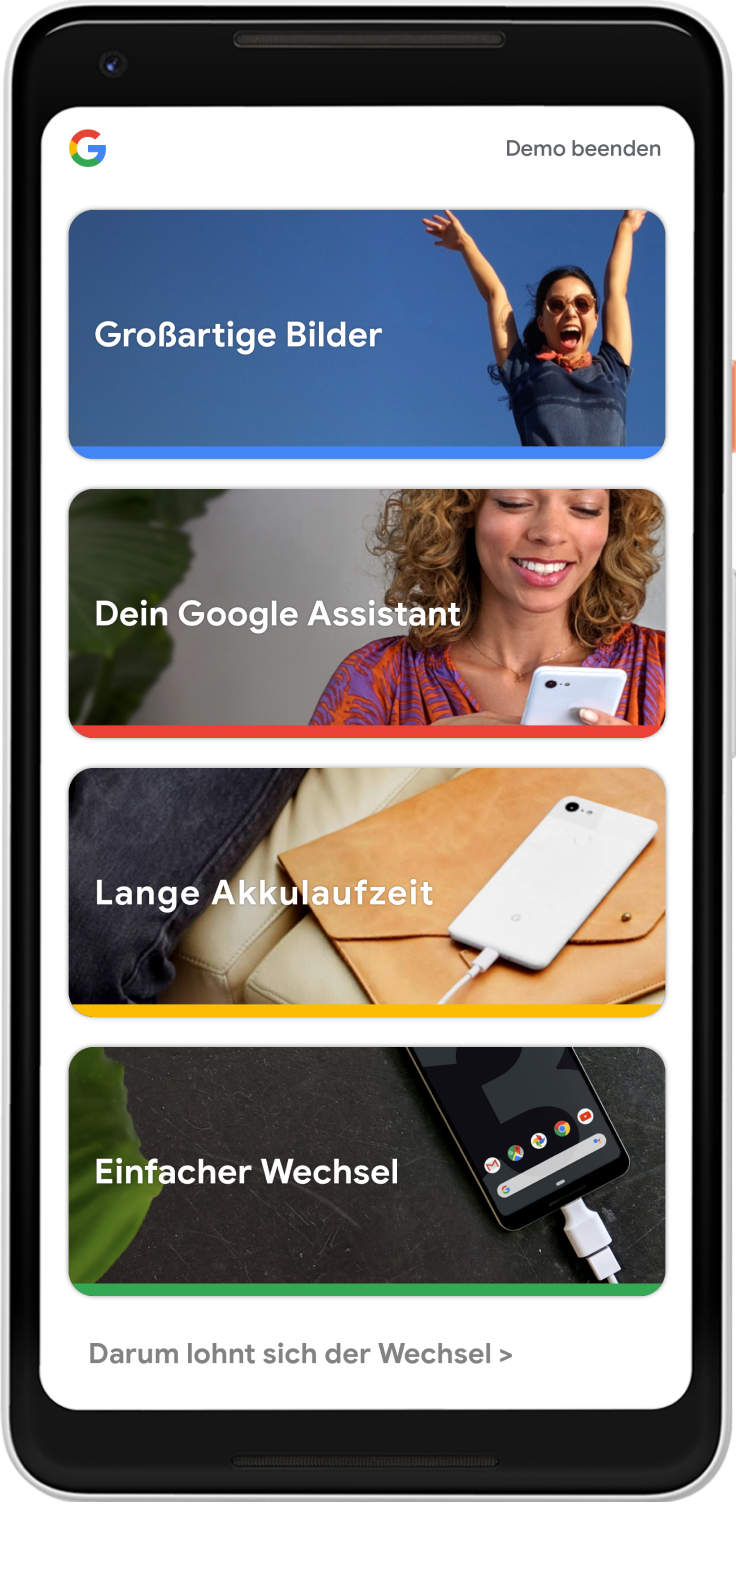 Demo beenden
Großartige Bilder
Dein Google Assistant
Lange Akkulaufzeit
Einfacher Wechsel
Darum lohnt sich der Wechsel >